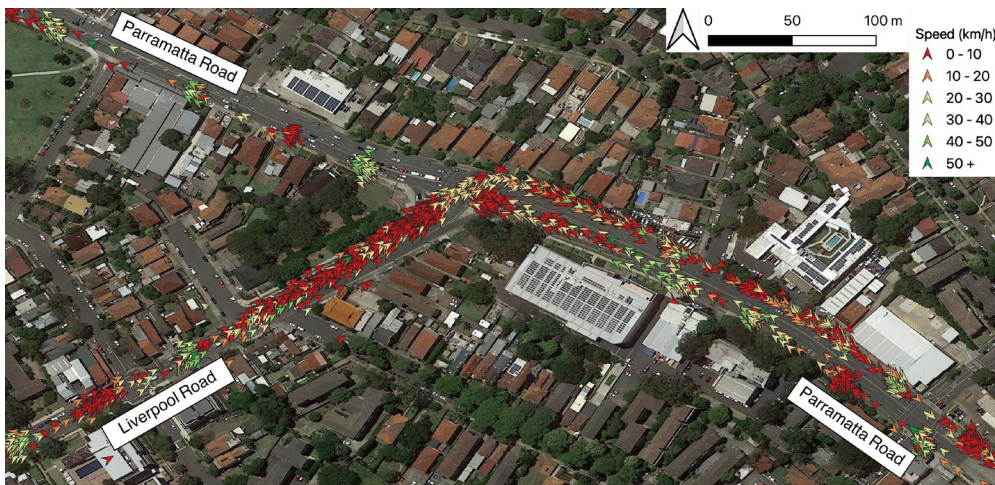 Parramatta Road
0 50 100 m
Speed (km/h)
0 - 10
10 - 20
20 - 30
30 - 40
40 - 50
50 +
Liverpool Road
Parramatta Road